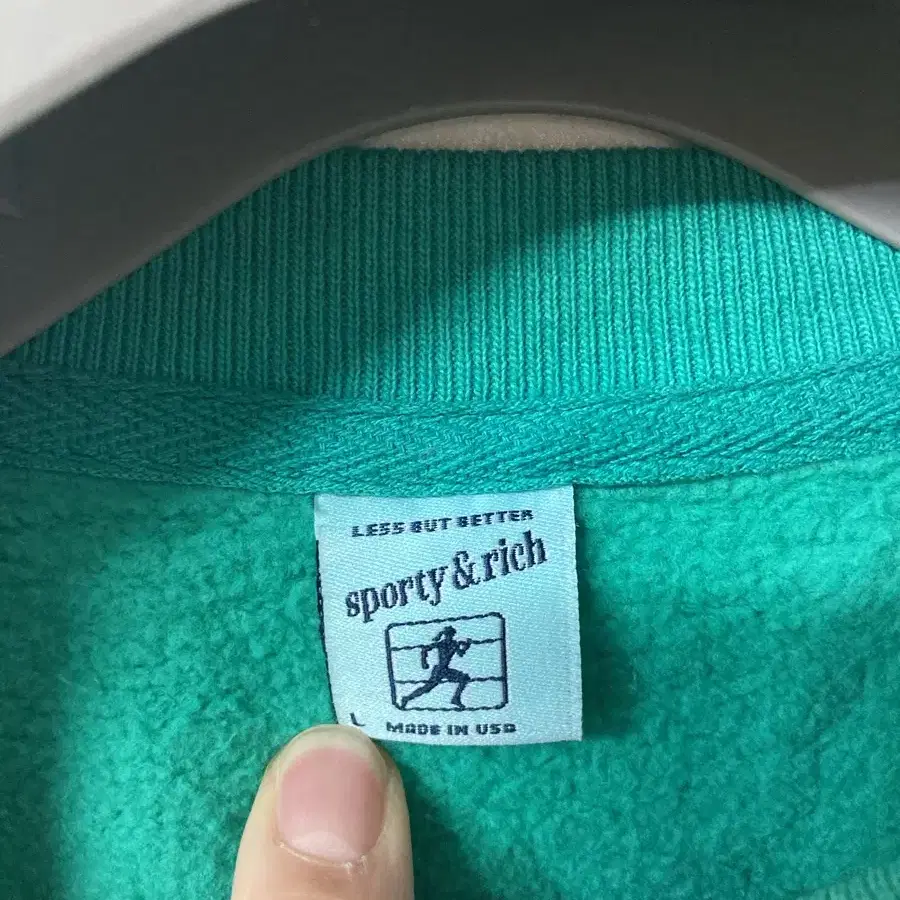 LESS BUT BETTER
sporty & rich
L
MADE IN USA